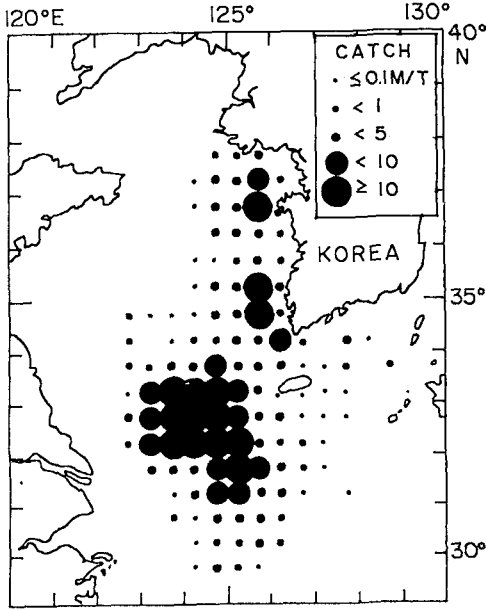 120°E 125° 130°
40°
N
CATCH
≤0.1M/T
< 1
< 5
< 10
≥ 10
KOREA
35°
30°